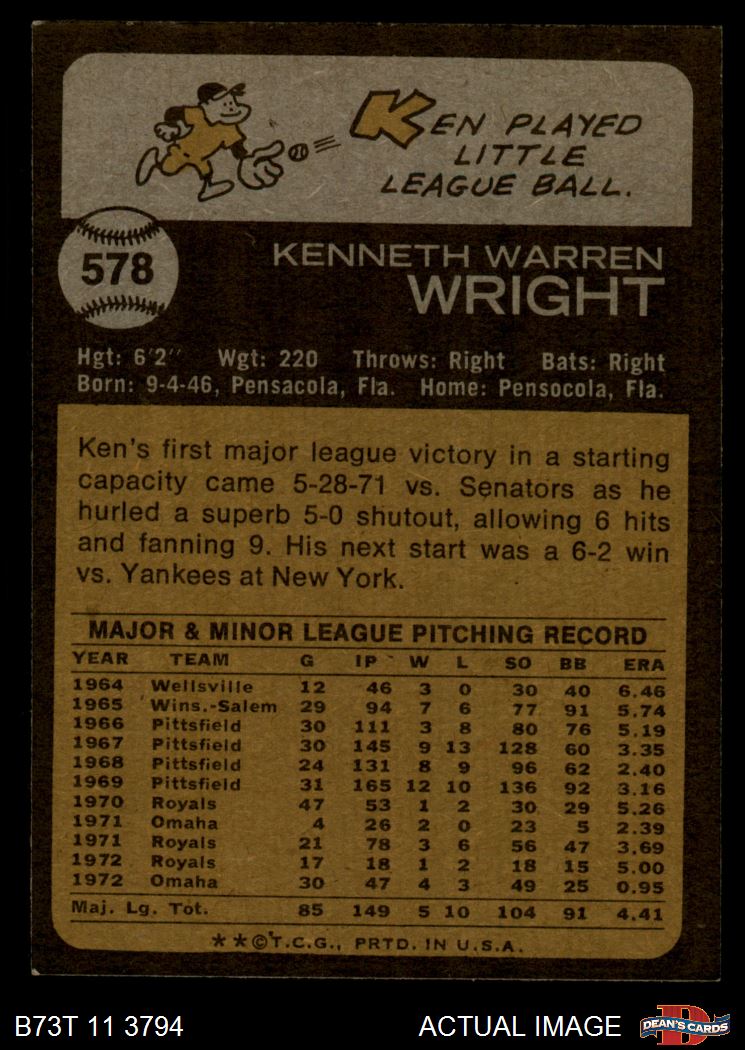 KEN PLAYED
LITTLE
LEAGUE BALL.
578
KENNETH WARREN
WRIGHT
Hgt: 6'2" Wgt: 220 Throws: Right Bats: Right
Born: 9-4-46, Pensacola, Fla. Home: Pensocola, Fla.
Ken's first major league victory in a starting
capacity came 5-28-71 vs. Senators as he
hurled a superb 5-0 shutout, allowing 6 hits
and fanning 9. His next start was a 6-2 win
vs. Yankees at New York.
MAJOR & MINOR LEAGUE PITCHING RECORD
YEAR TEAM G IP W L SO BB ERA
1964 Wellsville 12 46 3 0 30 40 6.46
1965 Wins.-Salem 29 94 7 6 77 91 5.74
1966 Pittsfield 30 111 3 8 80 76 5.19
1967 Pittsfield 30 145 9 13 128 60 3.35
1968 Pittsfield 24 131 8 9 96 62 2.40
1969 Pittsfield 31 165 12 10 136 92 3.16
1970 Royals 47 53 1 2 30 29 5.26
1971 Omaha 4 26 2 0 23 5 2.39
1971 Royals 21 78 3 6 56 47 3.69
1972 Royals 17 18 1 2 18 15 5.00
1972 Omaha 30 47 4 3 49 25 0.95
Maj. Lg. Tot. 85 149 5 10 104 91 4.41
**©T.C.G., PRTD. IN U.S.A.
B73T 11 3794 ACTUAL IMAGE DEAN'S CARDS